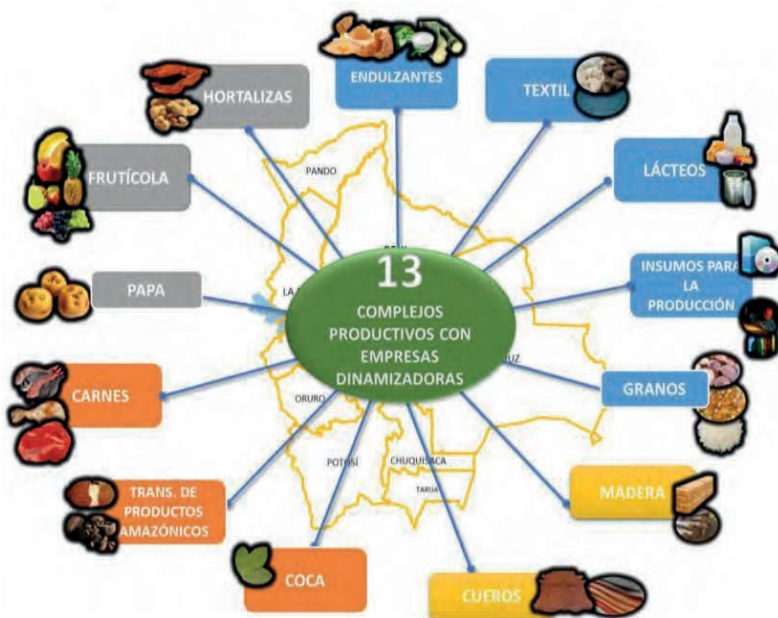 ENDULZANTES
TEXTIL
HORTALIZAS
LÁCTEOS
FRUTÍCOLA
PANDO
INSUMOS PARA
LA
PRODUCCIÓN
PAPA
13
COMPLEJOS
PRODUCTIVOS CON
EMPRESAS
DINAMIZADORAS
CARNES
GRANOS
ORURO
POTOSÍ
CHUQUISACA
TARIJA
TRANS. DE
PRODUCTOS
AMAZÓNICOS
MADERA
COCA
CUEROS